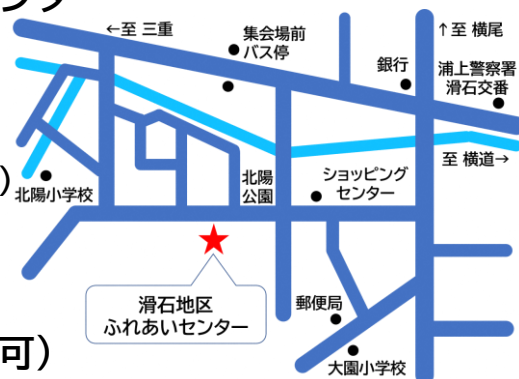 ンフ
←至 三重
集会場前
バス停
↑至 横尾
銀行
浦上警察署
滑石交番
至 横道→
）
北陽小学校
北陽
公園
ショッピング
センター
滑石地区
ふれあいセンター
郵便局
可）
大園小学校